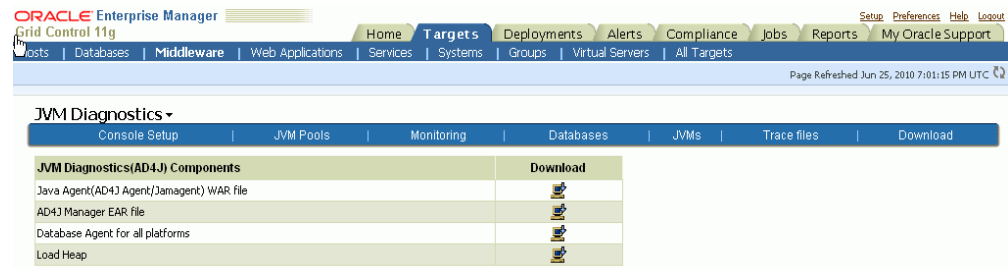 ORACLE Enterprise Manager
Grid Control 11g
Setup Preferences Help Logout
Home Targets Deployments Alerts Compliance Jobs Reports My Oracle Support
osts | Databases | Middleware | Web Applications | Services | Systems | Groups | Virtual Servers | All Targets
Page Refreshed Jun 25, 2010 7:01:15 PM UTC
JVM Diagnostics
Console Setup | JVM Pools | Monitoring | Databases | JVMs | Trace files | Download
JVM Diagnostics(AD4J) Components Download
Java Agent(AD4J Agent/Jamagent) WAR file
AD4J Manager EAR file
Database Agent for all platforms
Load Heap